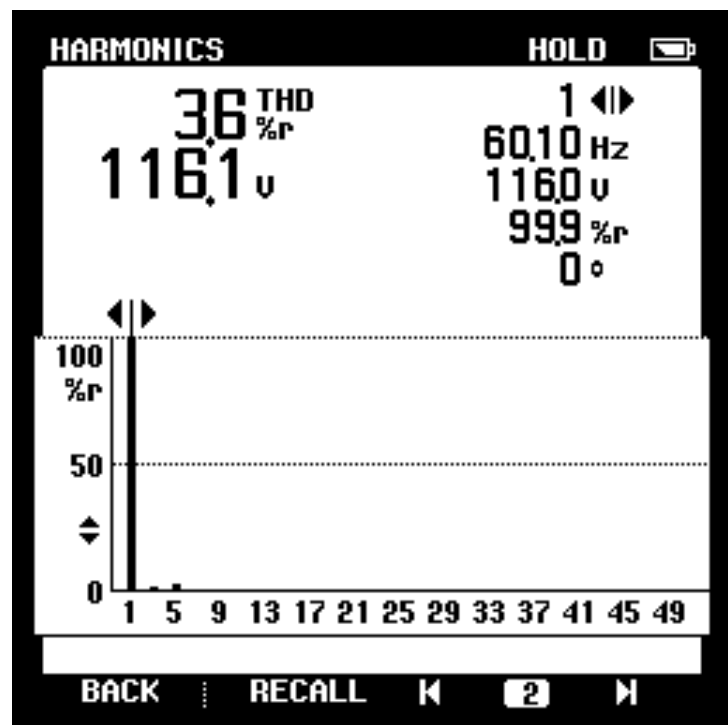 HARMONICS HOLD
3.6 THD %r
116.1 V
1
60.10 Hz
116.0 V
99.9 %r
0 °
100
%r
50
0
1 5 9 13 17 21 25 29 33 37 41 45 49
BACK RECALL 2